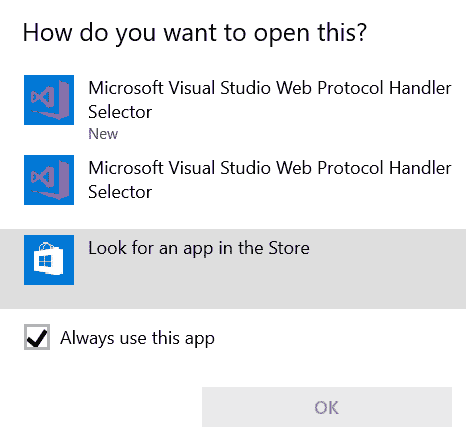 How do you want to open this?
Microsoft Visual Studio Web Protocol Handler
Selector
New
Microsoft Visual Studio Web Protocol Handler
Selector
Look for an app in the Store
Always use this app
OK